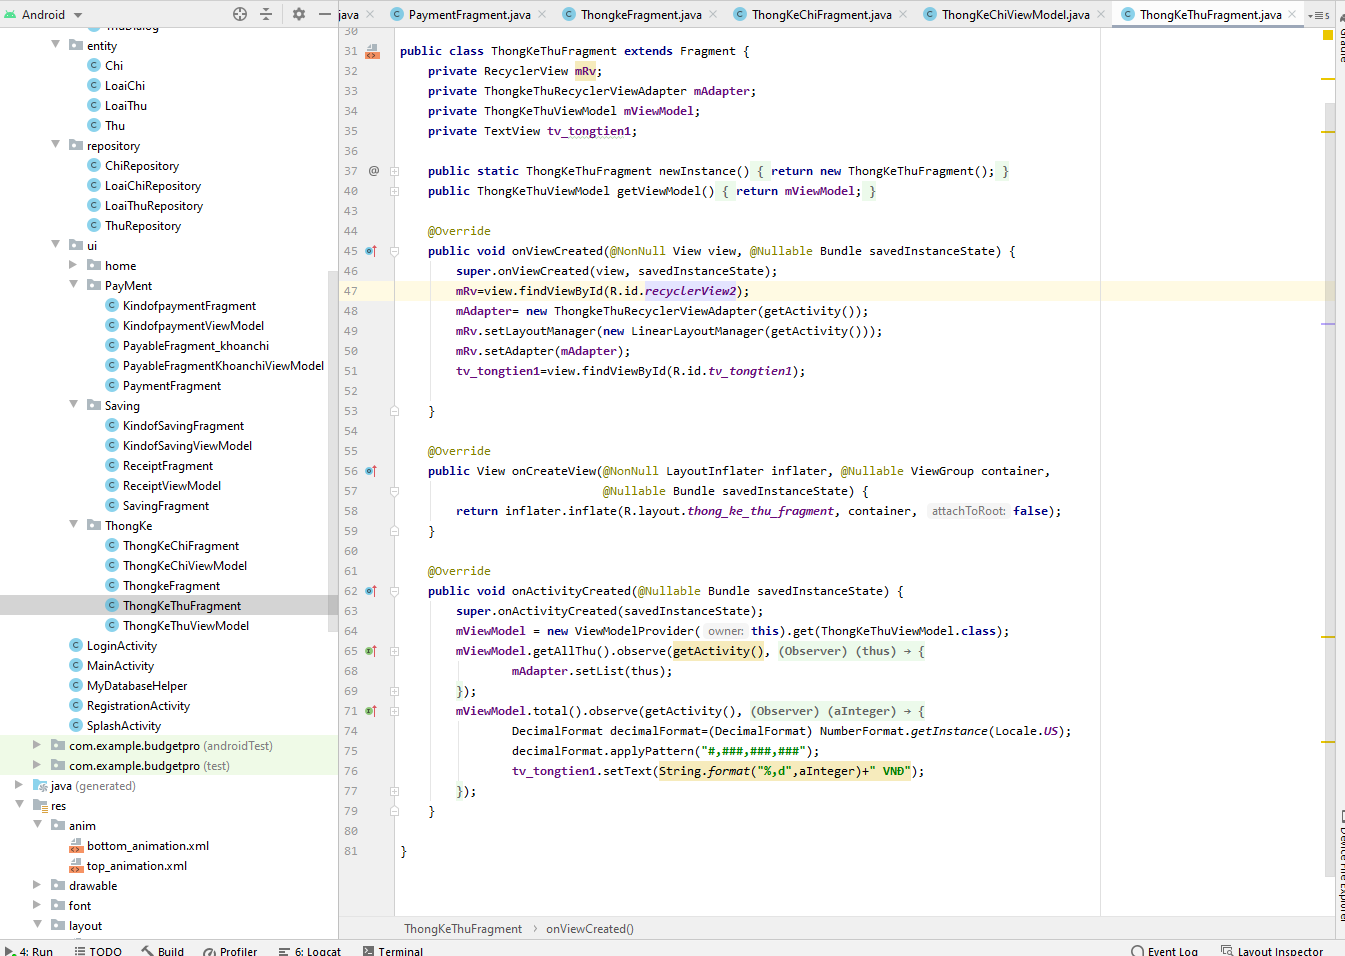 Android
java
PaymentFragment.java
ThongkeFragment.java
ThongKeChiFragment.java
ThongKeChiViewModel.java
ThongKeThuFragment.java
5
entity
Chi
LoaiChi
LoaiThu
Thu
repository
ChiRepository
LoaiChiRepository
LoaiThuRepository
ThuRepository
ui
home
PayMent
KindofpaymentFragment
KindofpaymentViewModel
PayableFragment_khoanchi
PayableFragmentKhoanchiViewModel
PaymentFragment
Saving
KindofSavingFragment
KindofSavingViewModel
ReceiptFragment
ReceiptViewModel
SavingFragment
ThongKe
ThongKeChiFragment
ThongKeChiViewModel
ThongkeFragment
ThongKeThuFragment
ThongKeThuViewModel
LoginActivity
MainActivity
MyDatabaseHelper
RegistrationActivity
SplashActivity
com.example.budgetpro (androidTest)
com.example.budgetpro (test)
java (generated)
res
anim
bottom_animation.xml
top_animation.xml
drawable
font
layout
30
31 public class ThongKeThuFragment extends Fragment {
32 private RecyclerView mRv;
33 private ThongkeThuRecyclerViewAdapter mAdapter;
34 private ThongKeThuViewModel mViewModel;
35 private TextView tv_tongtien1;
36
37 @ public static ThongKeThuFragment newInstance() { return new ThongKeThuFragment(); }
40 public ThongKeThuViewModel getViewModel() { return mViewModel; }
43
44 @Override
45 public void onViewCreated(@NonNull View view, @Nullable Bundle savedInstanceState) {
46 super.onViewCreated(view, savedInstanceState);
47 mRv=view.findViewById(R.id.recyclerView2);
48 mAdapter= new ThongkeThuRecyclerViewAdapter(getActivity());
49 mRv.setLayoutManager(new LinearLayoutManager(getActivity()));
50 mRv.setAdapter(mAdapter);
51 tv_tongtien1=view.findViewById(R.id.tv_tongtien1);
52
53 }
54
55 @Override
56 public View onCreateView(@NonNull LayoutInflater inflater, @Nullable ViewGroup container,
57 @Nullable Bundle savedInstanceState) {
58 return inflater.inflate(R.layout.thong_ke_thu_fragment, container, attachToRoot: false);
59 }
60
61 @Override
62 public void onActivityCreated(@Nullable Bundle savedInstanceState) {
63 super.onActivityCreated(savedInstanceState);
64 mViewModel = new ViewModelProvider( owner: this).get(ThongKeThuViewModel.class);
65 mViewModel.getAllThu().observe(getActivity(), (Observer) (thus) → {
68 mAdapter.setList(thus);
69 });
71 mViewModel.total().observe(getActivity(), (Observer) (aInteger) → {
74 DecimalFormat decimalFormat=(DecimalFormat) NumberFormat.getInstance(Locale.US);
75 decimalFormat.applyPattern("#,###,###,###");
76 tv_tongtien1.setText(String.format("%,d",aInteger)+" VNĐ");
77 });
79 }
80
81 }
ThongKeThuFragment › onViewCreated()
4: Run
TODO
Build
Profiler
6: Logcat
Terminal
Event Log
Layout Inspector